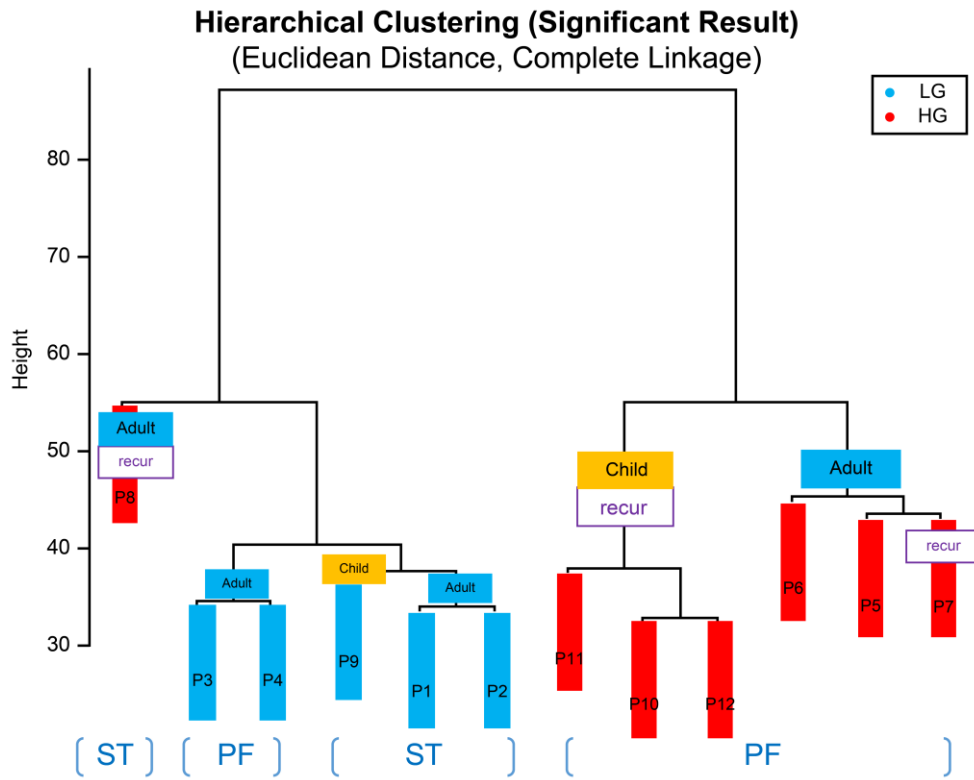 Hierarchical Clustering (Significant Result)
(Euclidean Distance, Complete Linkage)
LG
HG
Height
80
70
60
50
40
30
Adult
recur
P8
Child
recur
Adult
recur
Adult
Child
Adult
P3
P4
P9
P1
P2
P11
P10
P12
P6
P5
P7
ST
PF
ST
PF